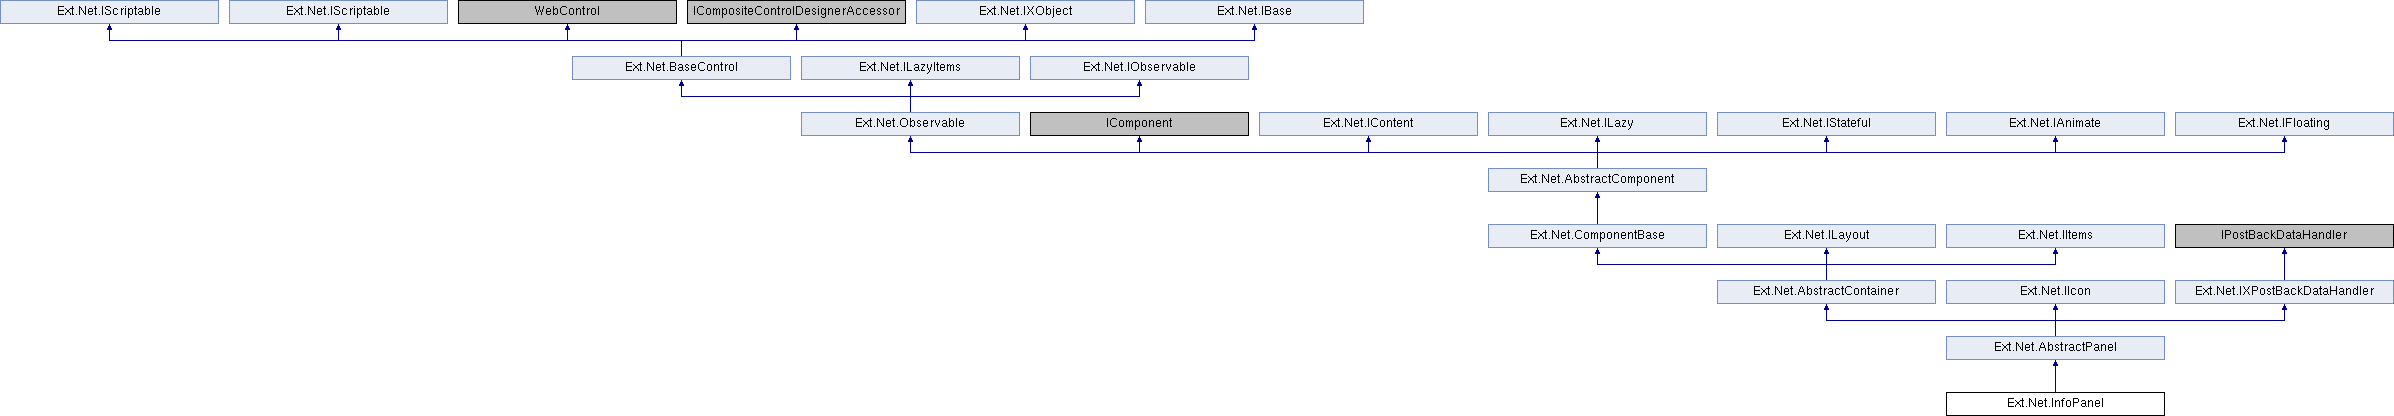 Ext.Net.IScriptable
Ext.Net.IScriptable
WebControl
ICompositeControlDesignerAccessor
Ext.Net.IXObject
Ext.Net.IBase
Ext.Net.BaseControl
Ext.Net.ILazyItems
Ext.Net.IObservable
Ext.Net.Observable
IComponent
Ext.Net.IContent
Ext.Net.ILazy
Ext.Net.IStateful
Ext.Net.IAnimate
Ext.Net.IFloating
Ext.Net.AbstractComponent
Ext.Net.ComponentBase
Ext.Net.ILayout
Ext.Net.IItems
IPostBackDataHandler
Ext.Net.AbstractContainer
Ext.Net.IIcon
Ext.Net.IXPostBackDataHandler
Ext.Net.AbstractPanel
Ext.Net.InfoPanel